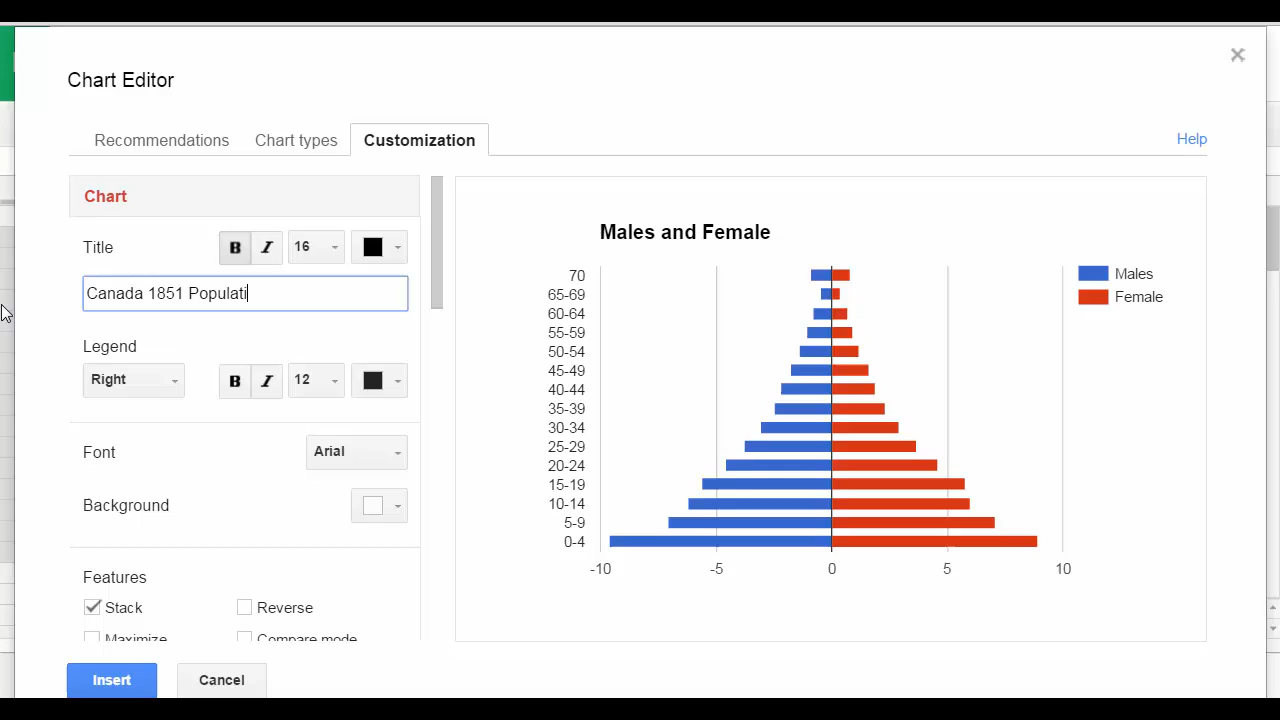 Chart Editor
Recommendations Chart types Customization Help
Chart
Title B I 16
Canada 1851 Populati
Legend
Right B I 12
Font Arial
Background
Features
Stack Reverse
Maximize Compare mode
Insert Cancel
Males and Female
Males
Female
70
65-69
60-64
55-59
50-54
45-49
40-44
35-39
30-34
25-29
20-24
15-19
10-14
5-9
0-4
-10 -5 0 5 10